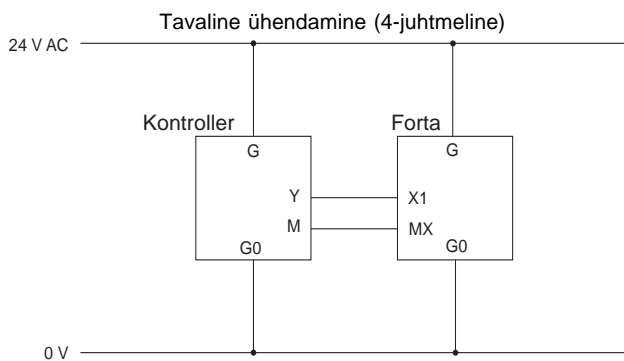 Tavaline ühendamine (4-juhtmeline)
24 V AC
Kontroller
Forta
G
G
Y
X1
M
MX
G0
G0
0 V